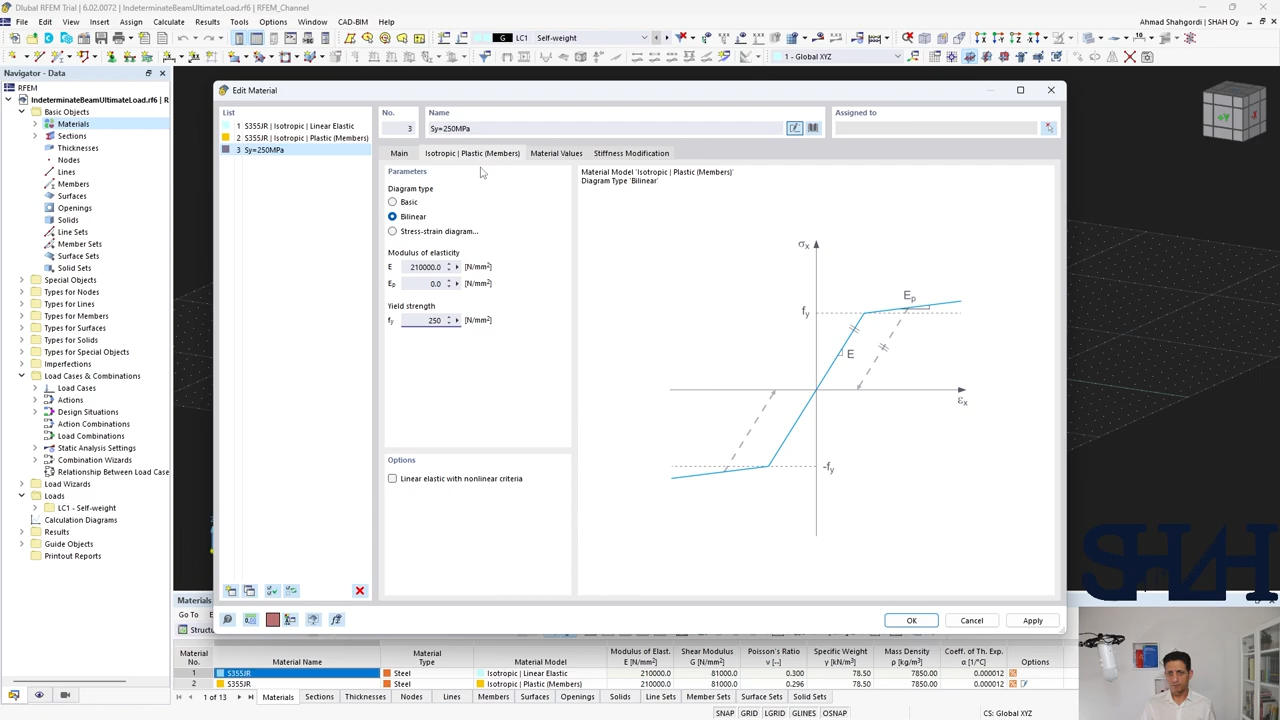 Dlubal RFEM | Trial | 6.02.0072 | IndeterminateBeamUltimateLoad.rf6 | RFEM_Channel
File Edit View Insert Assign Calculate Results Tools Options Window CAD-BIM Help
Ahmad Shahgordi | SHAH Oy
G LC1 Self-weight
1 - Global XYZ
Navigator - Data
RFEM
IndeterminateBeamUltimateLoad.rf6 | R
Basic Objects
Materials
Sections
Thicknesses
Nodes
Lines
Members
Surfaces
Openings
Solids
Line Sets
Member Sets
Surface Sets
Solid Sets
Special Objects
Types for Nodes
Types for Lines
Types for Members
Types for Surfaces
Types for Solids
Types for Special Objects
Imperfections
Load Cases & Combinations
Load Cases
Actions
Design Situations
Action Combinations
Load Combinations
Static Analysis Settings
Combination Wizards
Relationship Between Load Case
Load Wizards
Loads
LC1 - Self-weight
Calculation Diagrams
Results
Guide Objects
Printout Reports
Edit Material
List
1 S355JR | Isotropic | Linear Elastic
2 S355JR | Isotropic | Plastic (Members)
3 Sy=250MPa
No.
3
Name
Sy=250MPa
Assigned to
Main Isotropic | Plastic (Members) Material Values Stiffness Modification
Parameters
Diagram type
Basic
Bilinear
Stress-strain diagram...
Modulus of elasticity
E 210000.0 [N/mm2]
Ep 0.0 [N/mm2]
Yield strength
fy 250 [N/mm2]
Options
Linear elastic with nonlinear criteria
Material Model 'Isotropic | Plastic (Members)'
Diagram Type 'Bilinear'
σx
Ep
fy
E
εx
-fy
OK Cancel Apply
SHAH
Materials
Go To
Structu
Material No. Material Name Material Type Material Model Modulus of Elast. E [N/mm2] Shear Modulus G [N/mm2] Poisson's Ratio ν [--] Specific Weight γ [kN/m3] Mass Density ρ [kg/m3] Coeff. of Th. Exp. α [1/°C] Options
1 S355JR Steel Isotropic | Linear Elastic 210000.0 81000.0 0.300 78.50 7850.00 0.000012
2 S355JR Steel Isotropic | Plastic (Members) 210000.0 81000.0 0.296 78.50 7850.00 0.000012
1 of 13 Materials Sections Thicknesses Nodes Lines Members Surfaces Openings Solids Line Sets Member Sets Surface Sets Solid Sets
SNAP GRID LGRID GLINES OSNAP CS: Global XYZ